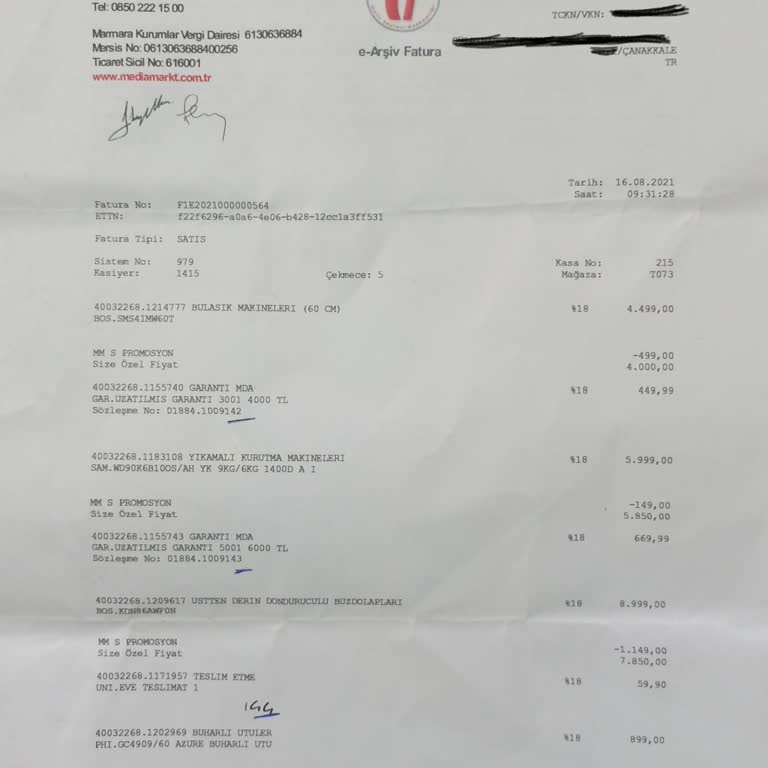 Tel: 0850 222 15 00
TCKN/VKN:
Marmara Kurumlar Vergi Dairesi 6130636884
Mersis No: 0613063688400256
e-Arşiv Fatura
/ÇANAKKALE
Ticaret Sicil No: 616001
TR
www.mediamarkt.com.tr
Tarih: 16.08.2021
Saat: 09:31:28
Fatura No: F1E2021000000564
ETTN: f22f6296-a0a6-4e06-b428-12cc1a3ff531
Fatura Tipi: SATIS
Sistem No: 979 Kasa No: 215
Kasiyer: 1415 Çekmece: 5 Mağaza: T073
40032268.1214777 BULASIK MAKINELERI (60 CM) %18 4.499,00
BOS.SMS4IMW60T
MM S PROMOSYON -499,00
Size Özel Fiyat 4.000,00
40032268.1155740 GARANTI MDA %18 449,99
GAR.UZATILMIS GARANTI 3001 4000 TL
Sözleşme No: 01884.1009142
40032268.1183108 YIKAMALI KURUTMA MAKINELERI %18 5.999,00
SAM.WD90K6B10OS/AH YK 9KG/6KG 1400D A I
MM S PROMOSYON -149,00
Size Özel Fiyat 5.850,00
40032268.1155743 GARANTI MDA %18 669,99
GAR.UZATILMIS GARANTI 5001 6000 TL
Sözleşme No: 01884.1009143
40032268.1209617 USTTEN DERIN DONDURUCULU BUZDOLAPLARI %18 8.999,00
BOS.KDN86AWF0N
MM S PROMOSYON -1.149,00
Size Özel Fiyat 7.850,00
40032268.1171957 TESLIM ETME %18 59,90
UNI.EVE TESLIMAT 1
40032268.1202969 BUHARLI UTULER %18 899,00
PHI.GC4909/60 AZURE BUHARLI UTU